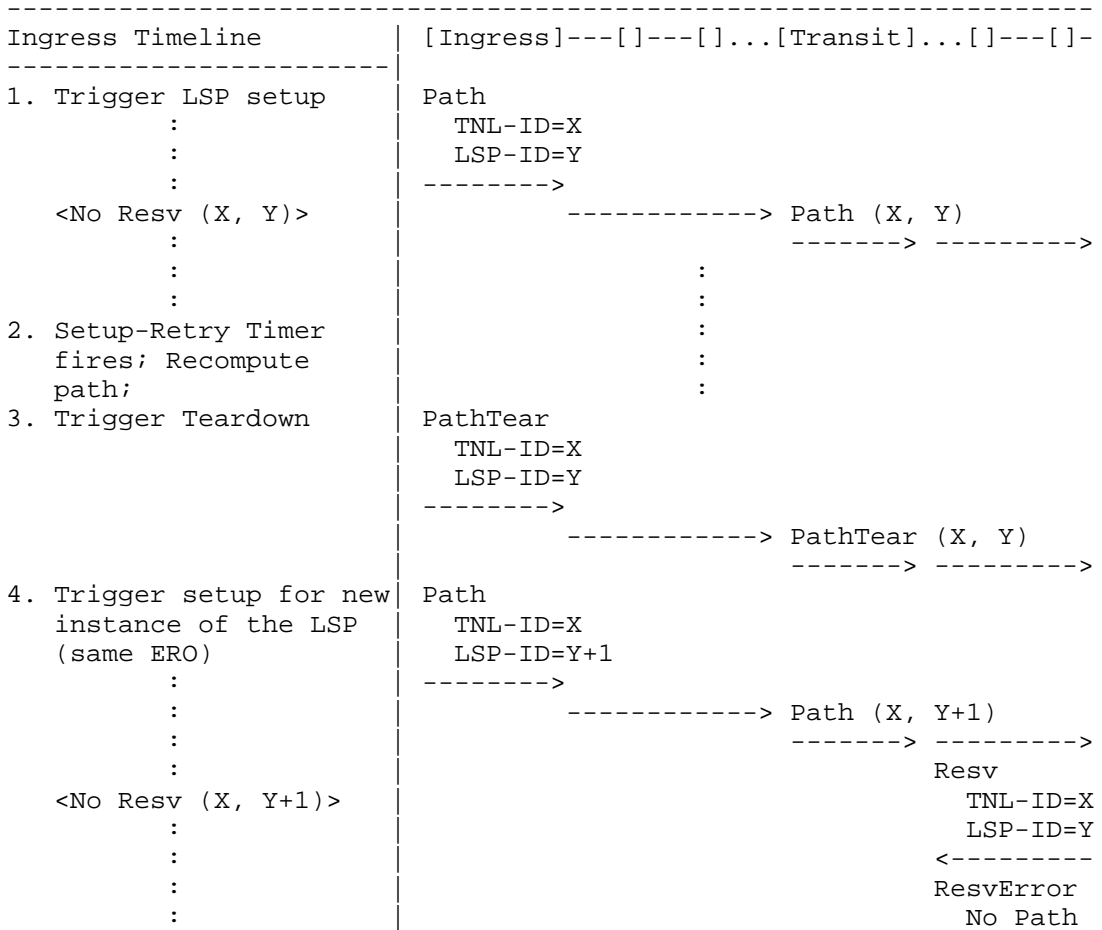 ---------------------------------------------------------------------
Ingress Timeline        | [Ingress]---[]---[]...[Transit]...[]---[]-
------------------------|
1. Trigger LSP setup    | Path
          :             |   TNL-ID=X
          :             |   LSP-ID=Y
          :             | -------->
   <No Resv (X, Y)>     |          ------------> Path (X, Y)
          :             |                        -------> --------->
          :             |                  :
          :             |                  :
2. Setup-Retry Timer    |                  :
   fires; Recompute     |                  :
   path;                |                  :
3. Trigger Teardown     | PathTear
                        |   TNL-ID=X
                        |   LSP-ID=Y
                        | -------->
                        |          ------------> PathTear (X, Y)
                        |                        -------> --------->
4. Trigger setup for new| Path
   instance of the LSP  |   TNL-ID=X
   (same ERO)           |   LSP-ID=Y+1
          :             | -------->
          :             |          ------------> Path (X, Y+1)
          :             |                        -------> --------->
          :             |                                 Resv
   <No Resv (X, Y+1)>   |                                   TNL-ID=X
          :             |                                   LSP-ID=Y
          :             |                                 <---------
          :             |                                 ResvError
          :             |                                   No Path